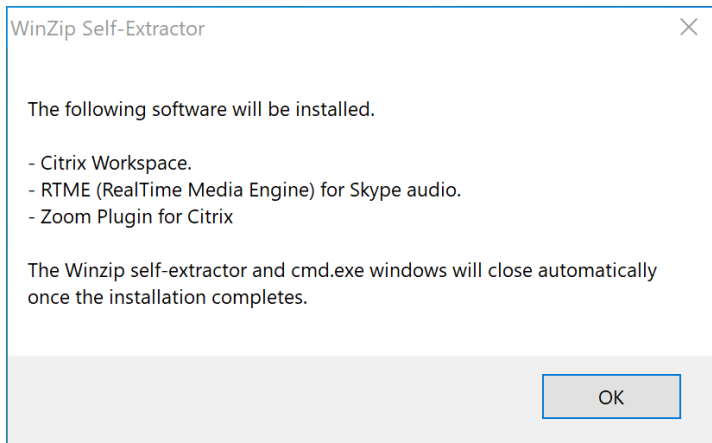 WinZip Self-Extractor
The following software will be installed.
- Citrix Workspace.
- RTME (RealTime Media Engine) for Skype audio.
- Zoom Plugin for Citrix
The Winzip self-extractor and cmd.exe windows will close automatically
once the installation completes.
OK